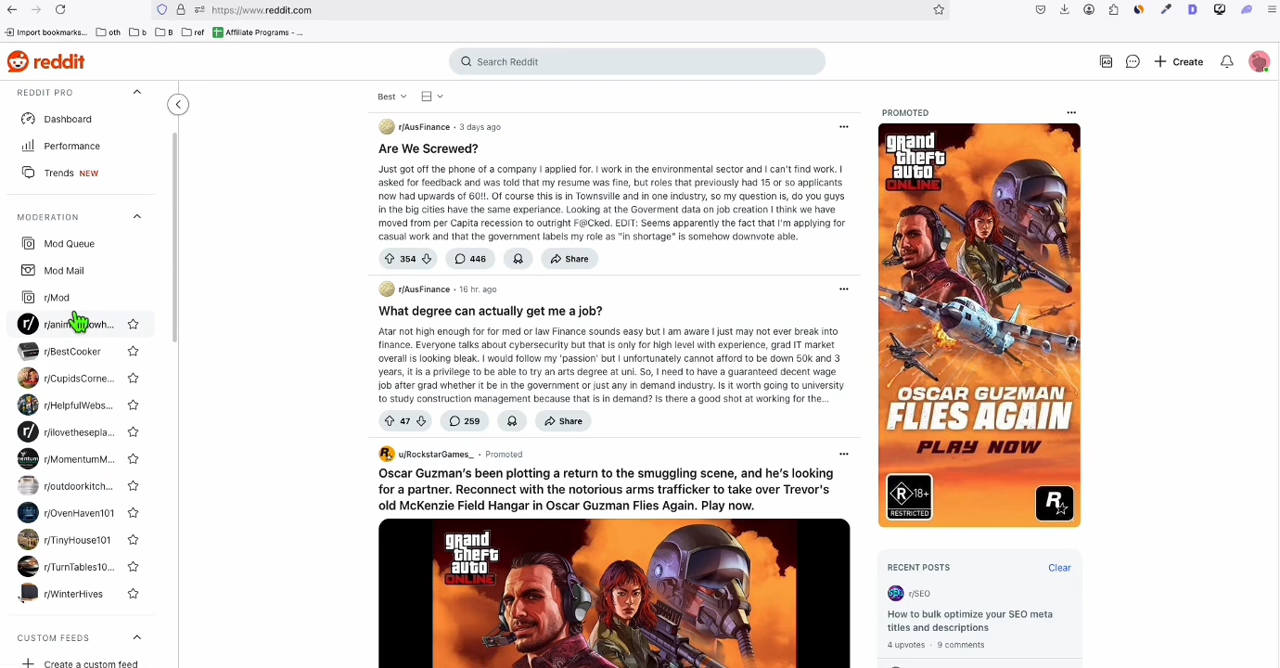 https://www.reddit.com
Import bookmarks...
oth
b
B
ref
Affiliate Programs - ...
reddit
Search Reddit
AD
Create
REDDIT PRO
Dashboard
Performance
Trends NEW
MODERATION
Mod Queue
Mod Mail
r/Mod
r/BestCooker
r/CupidsCorne...
r/HelpfulWebs...
r/ilovethesepla...
r/MomentumM...
r/outdoorkitch...
r/OvenHaven101
r/TinyHouse101
r/TurnTables10...
r/WinterHives
CUSTOM FEEDS
Create a custom feed
Best
r/AusFinance • 3 days ago
Are We Screwed?
Just got off the phone of a company I applied for. I work in the environmental sector and I can't find work. I
asked for feedback and was told that my resume was fine, but roles that previously had 15 or so applicants
now had upwards of 60!!. Of course this is in Townsville and in one industry, so my question is, do you guys
in the big cities have the same experiance. Looking at the Goverment data on job creation I think we have
moved from per Capita recession to outright F@Cked. EDIT: Seems apparently the fact that I'm applying for
casual work and that the government labels my role as "in shortage" is somehow downvote able.
354
446
Share
r/AusFinance • 16 hr. ago
What degree can actually get me a job?
Atar not high enough for for med or law Finance sounds easy but I am aware I just may not ever break into
finance. Everyone talks about cybersecurity but that is only for high level with experience, grad IT market
overall is looking bleak. I would follow my 'passion' but I unfortunately cannot afford to be down 50k and 3
years, it is a privilege to be able to try an arts degree at uni. So, I need to have a guaranteed decent wage
job after grad whether it be in the government or just any in demand industry. Is it worth going to university
to study construction management because that is in demand? Is there a good shot at working for the...
47
259
Share
u/RockstarGames_ • Promoted
Oscar Guzman's been plotting a return to the smuggling scene, and he's looking
for a partner. Reconnect with the notorious arms trafficker to take over Trevor's
old McKenzie Field Hangar in Oscar Guzman Flies Again. Play now.
grand
theft
auto
ONLINE
PROMOTED
grand
theft
auto
ONLINE
OSCAR GUZMAN
FLIES AGAIN
PLAY NOW
R 18+
RESTRICTED
R
RECENT POSTS
Clear
r/SEO
How to bulk optimize your SEO meta
titles and descriptions
4 upvotes • 9 comments